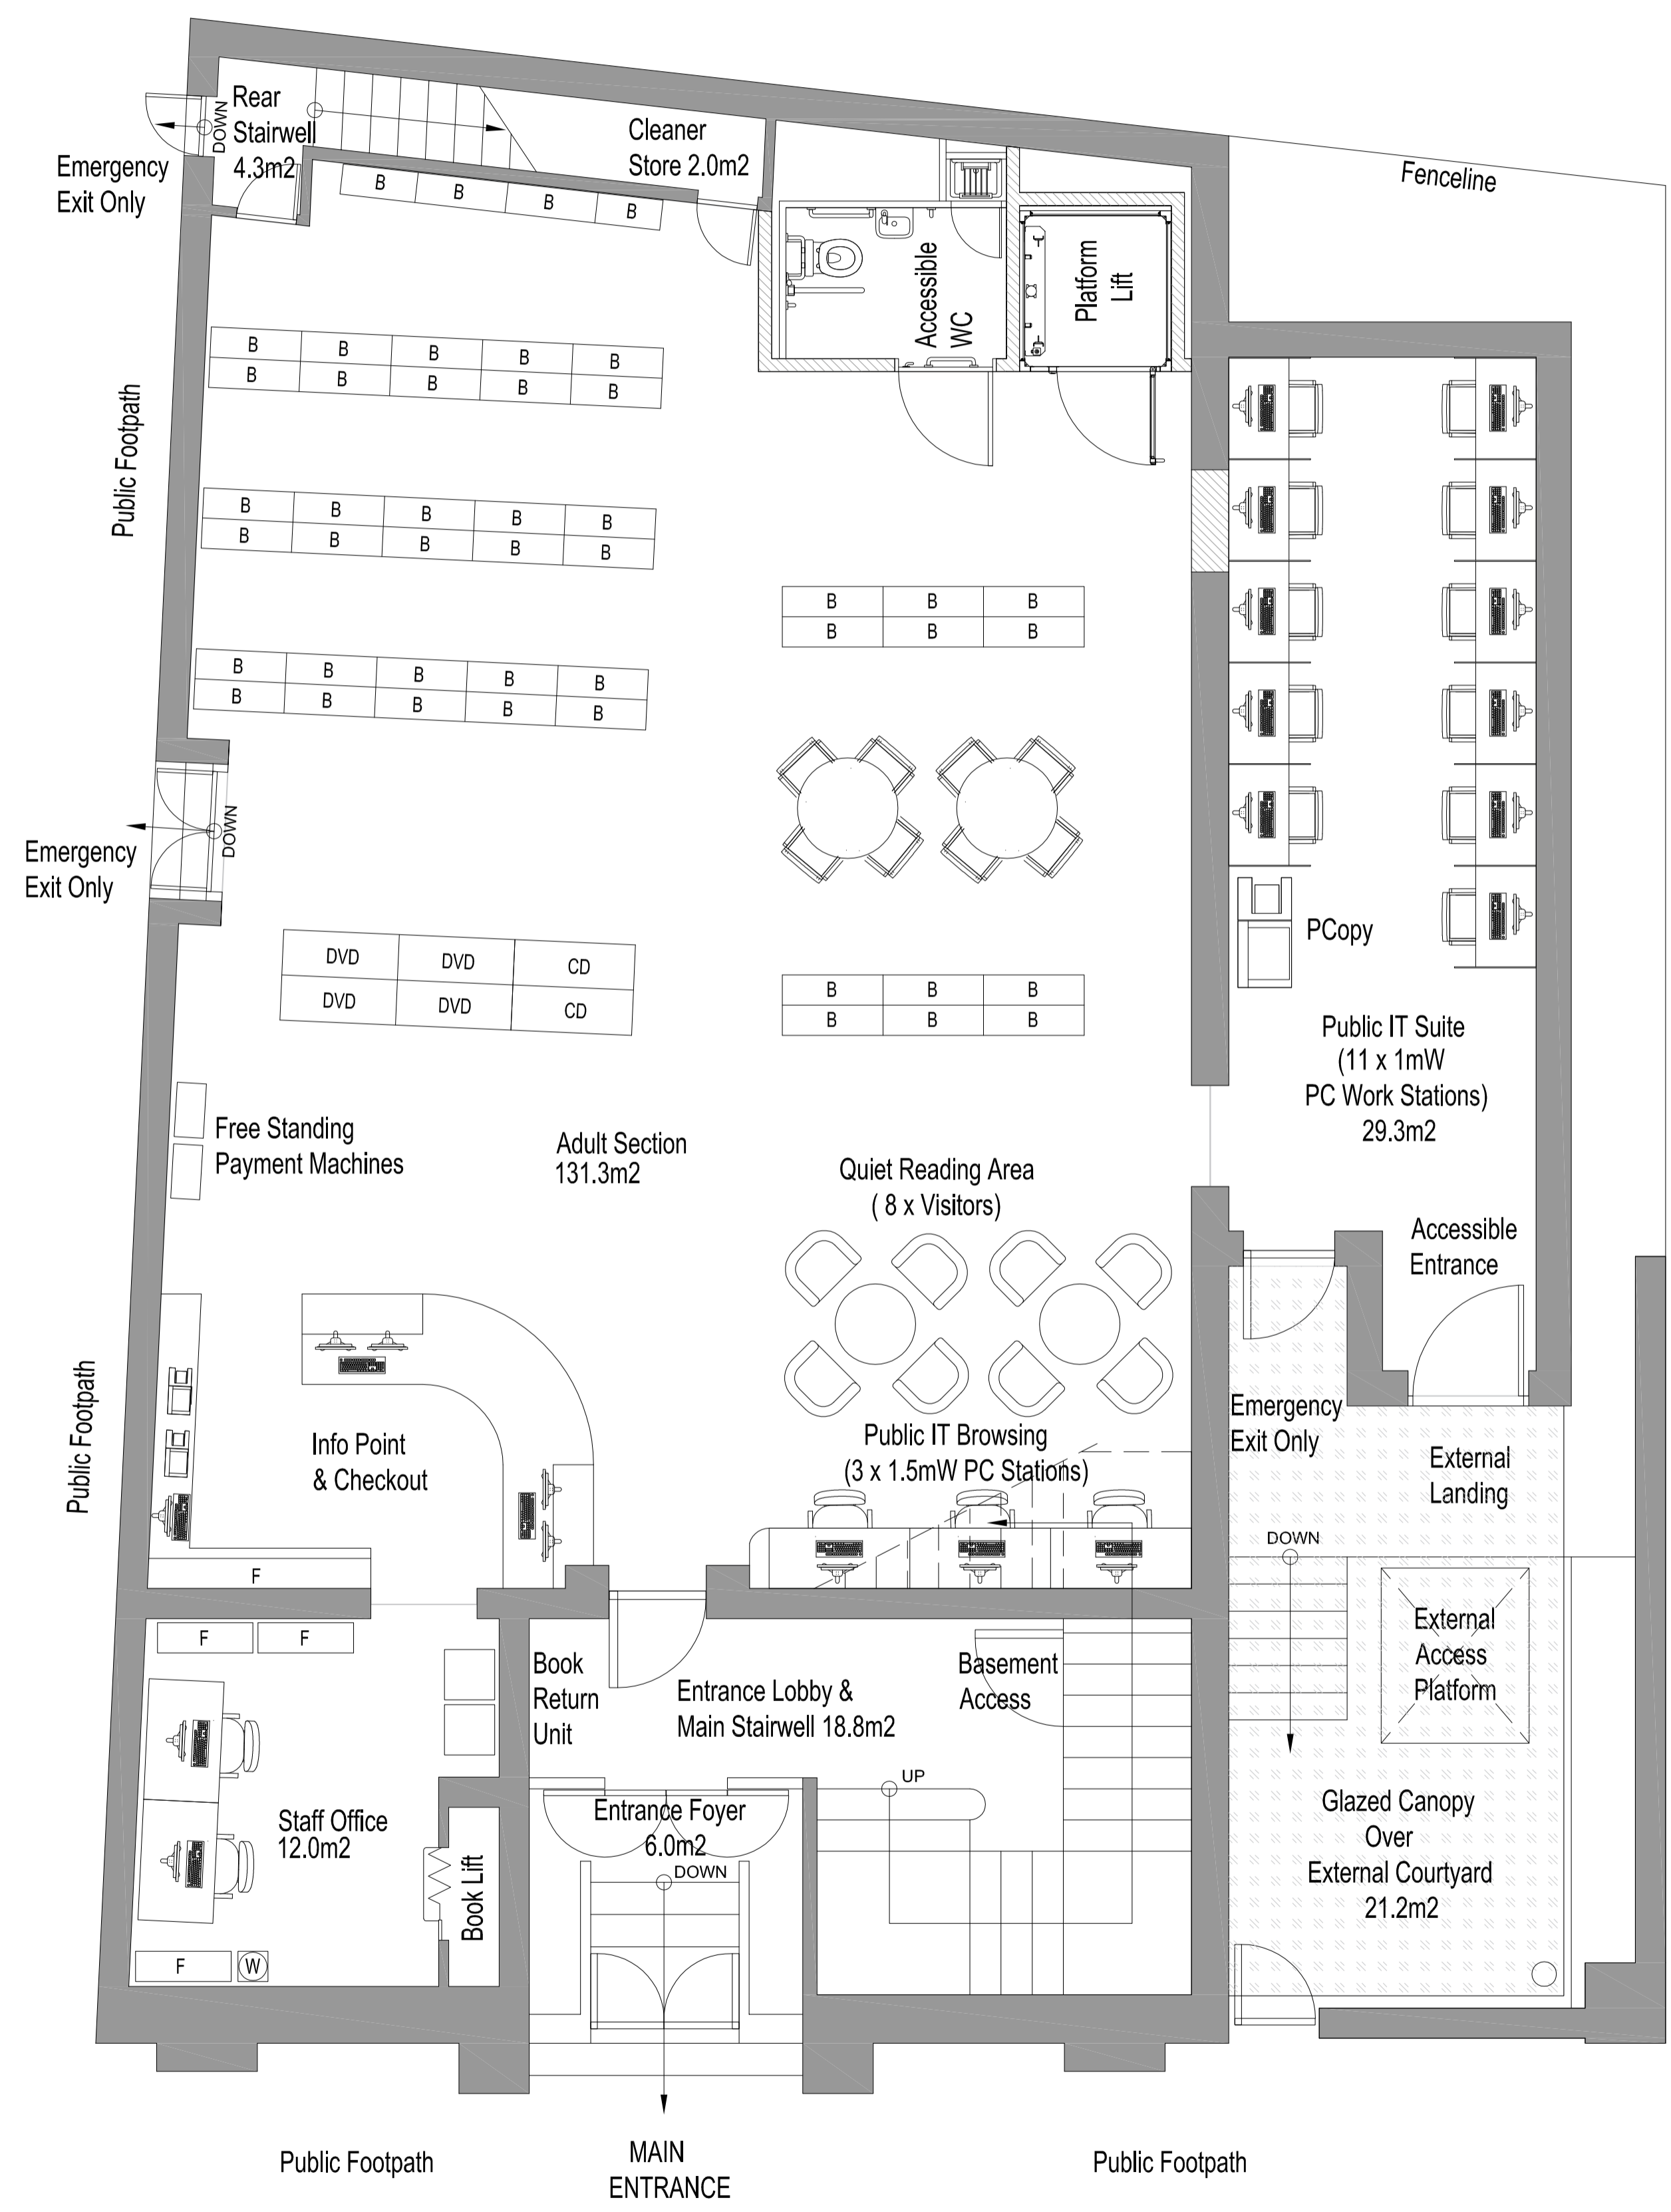 Rear
Stairwell
4.3m2
DOWN
Emergency
Exit Only
Cleaner
Store 2.0m2
Fenceline
B B B B
Accessible
WC
Platform
Lift
Public Footpath
B B B B B
B B B B B
B B B B B
B B B B B
B B B
B B B
B B B B B
B B B B B
DOWN
Emergency
Exit Only
PCopy
DVD DVD CD
DVD DVD CD
B B B
B B B
Public IT Suite
(11 x 1mW
PC Work Stations)
29.3m2
Free Standing
Payment Machines
Adult Section
131.3m2
Quiet Reading Area
( 8 x Visitors)
Accessible
Entrance
Public Footpath
Info Point
& Checkout
Public IT Browsing
(3 x 1.5mW PC Stations)
Emergency
Exit Only
External
Landing
DOWN
F
F F
Book
Return
Unit
Entrance Lobby &
Main Stairwell 18.8m2
Basement
Access
External
Access
Platform
UP
Staff Office
12.0m2
Entrance Foyer
6.0m2
DOWN
Book Lift
Glazed Canopy
Over
External Courtyard
21.2m2
F W
Public Footpath
MAIN
ENTRANCE
Public Footpath